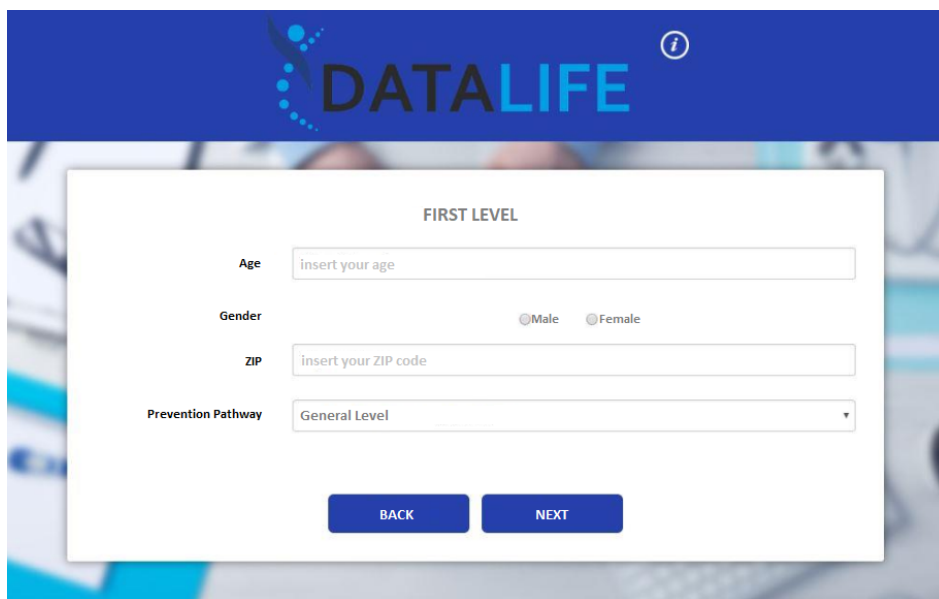 DATALIFE
i
FIRST LEVEL
Age insert your age
Gender Male Female
ZIP insert your ZIP code
Prevention Pathway General Level
BACK NEXT